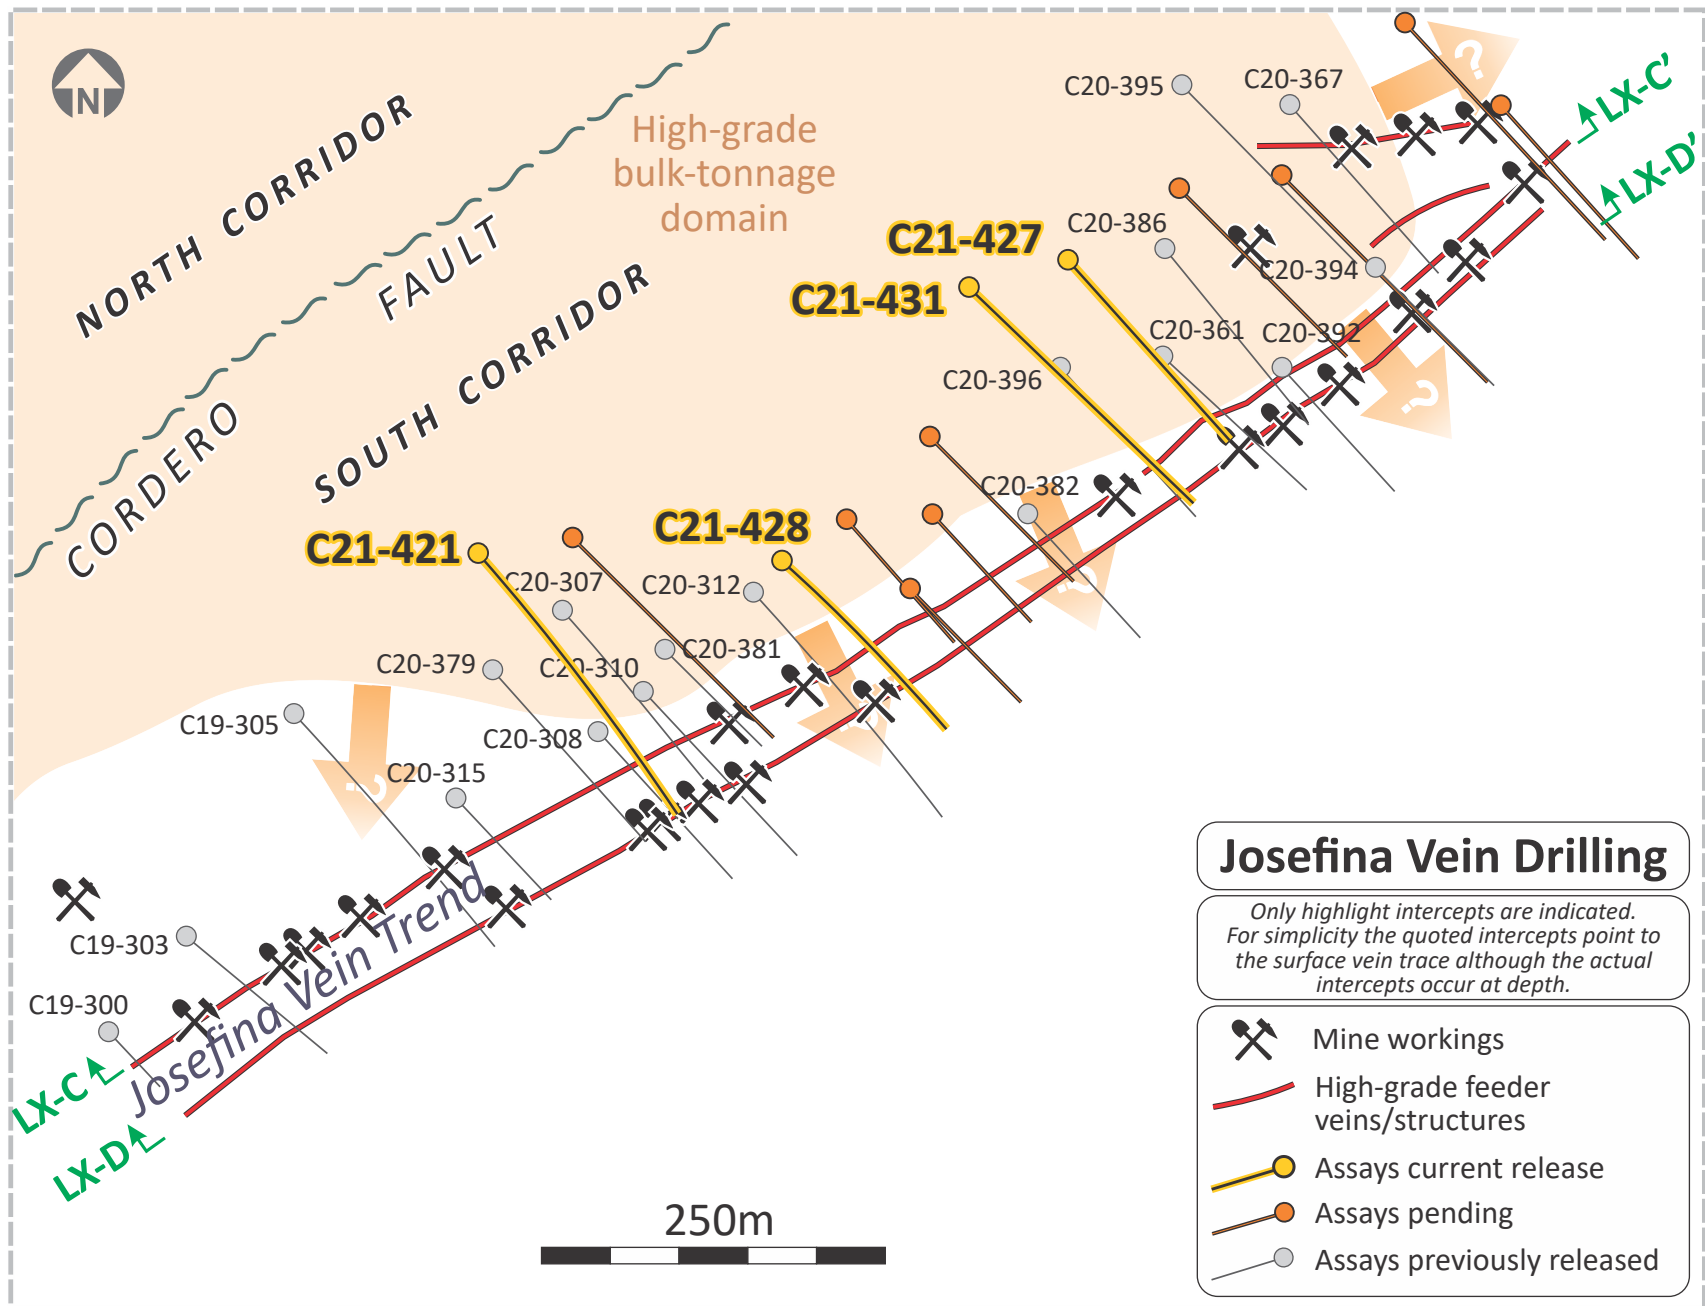 N
NORTH CORRIDOR
CORDERO
FAULT
SOUTH CORRIDOR
High-grade
bulk-tonnage
domain
C20-395
C20-367
?
LX-C'
LX-D'
C21-427
C20-386
C21-431
C20-394
C20-361
C20-392
C20-396
?
C20-382
?
C21-421
C21-428
C20-307
C20-312
C20-381
C20-379
C20-310
?
C19-305
C20-308
C20-315
?
C19-303
C19-300
Josefina Vein Trend
LX-C
LX-D
250m
Josefina Vein Drilling
Only highlight intercepts are indicated.
For simplicity the quoted intercepts point to
the surface vein trace although the actual
intercepts occur at depth.
Mine workings
High-grade feeder
veins/structures
Assays current release
Assays pending
Assays previously released